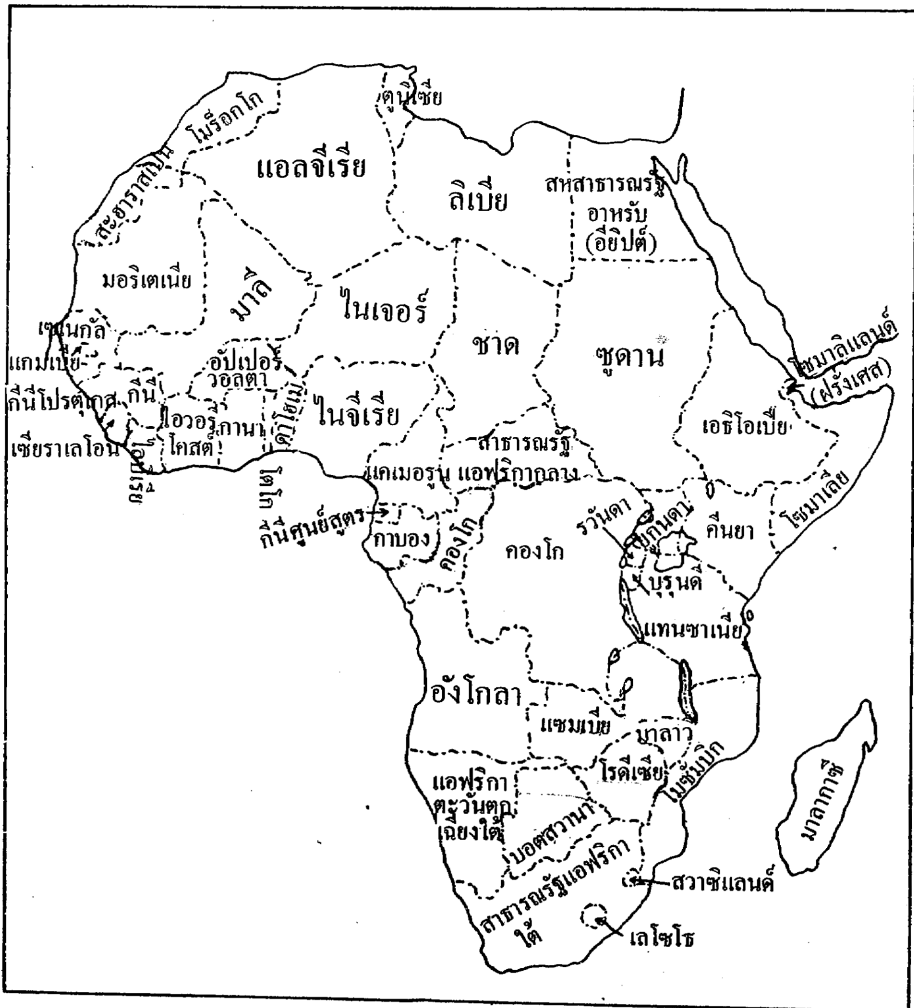 ตูนิเซีย
โมร็อกโก
แอลจีเรีย
ลิเบีย
สหสาธารณรัฐ
อาหรับ
(อียิปต์)
สะฮาราสเปน
มอริเตเนีย
มาลี
ไนเจอร์
ชาด
ซูดาน
เซเนกัล
แกมเบีย
กีนีโปรตุเกส
กีนี
เซียราเลโอน
ไลบีเรีย
ไอวอรี
โคสต์
อัปเปอร์
วอลตา
กานา
โตโก
ดาโฮเม
ไนจีเรีย
แคเมอรูน
สาธารณรัฐ
แอฟริกากลาง
เอธิโอเปีย
โซมาลิแลนด์
(ฝรั่งเศส)
โซมาเลีย
กีนีศูนย์สูตร
กาบอง
คองโก
คองโก
รวันดา
ยูกันดา
คีนยา
บุรุนดี
แทนซาเนีย
อังโกลา
แซมเบีย
มาลาวี
โรดีเซีย
โมซัมบิก
มาลากาซี
แอฟริกา
ตะวันตก
เฉียงใต้
บอตสวานา
สาธารณรัฐแอฟริกา
ใต้
สวาซิแลนด์
เลโซโธ